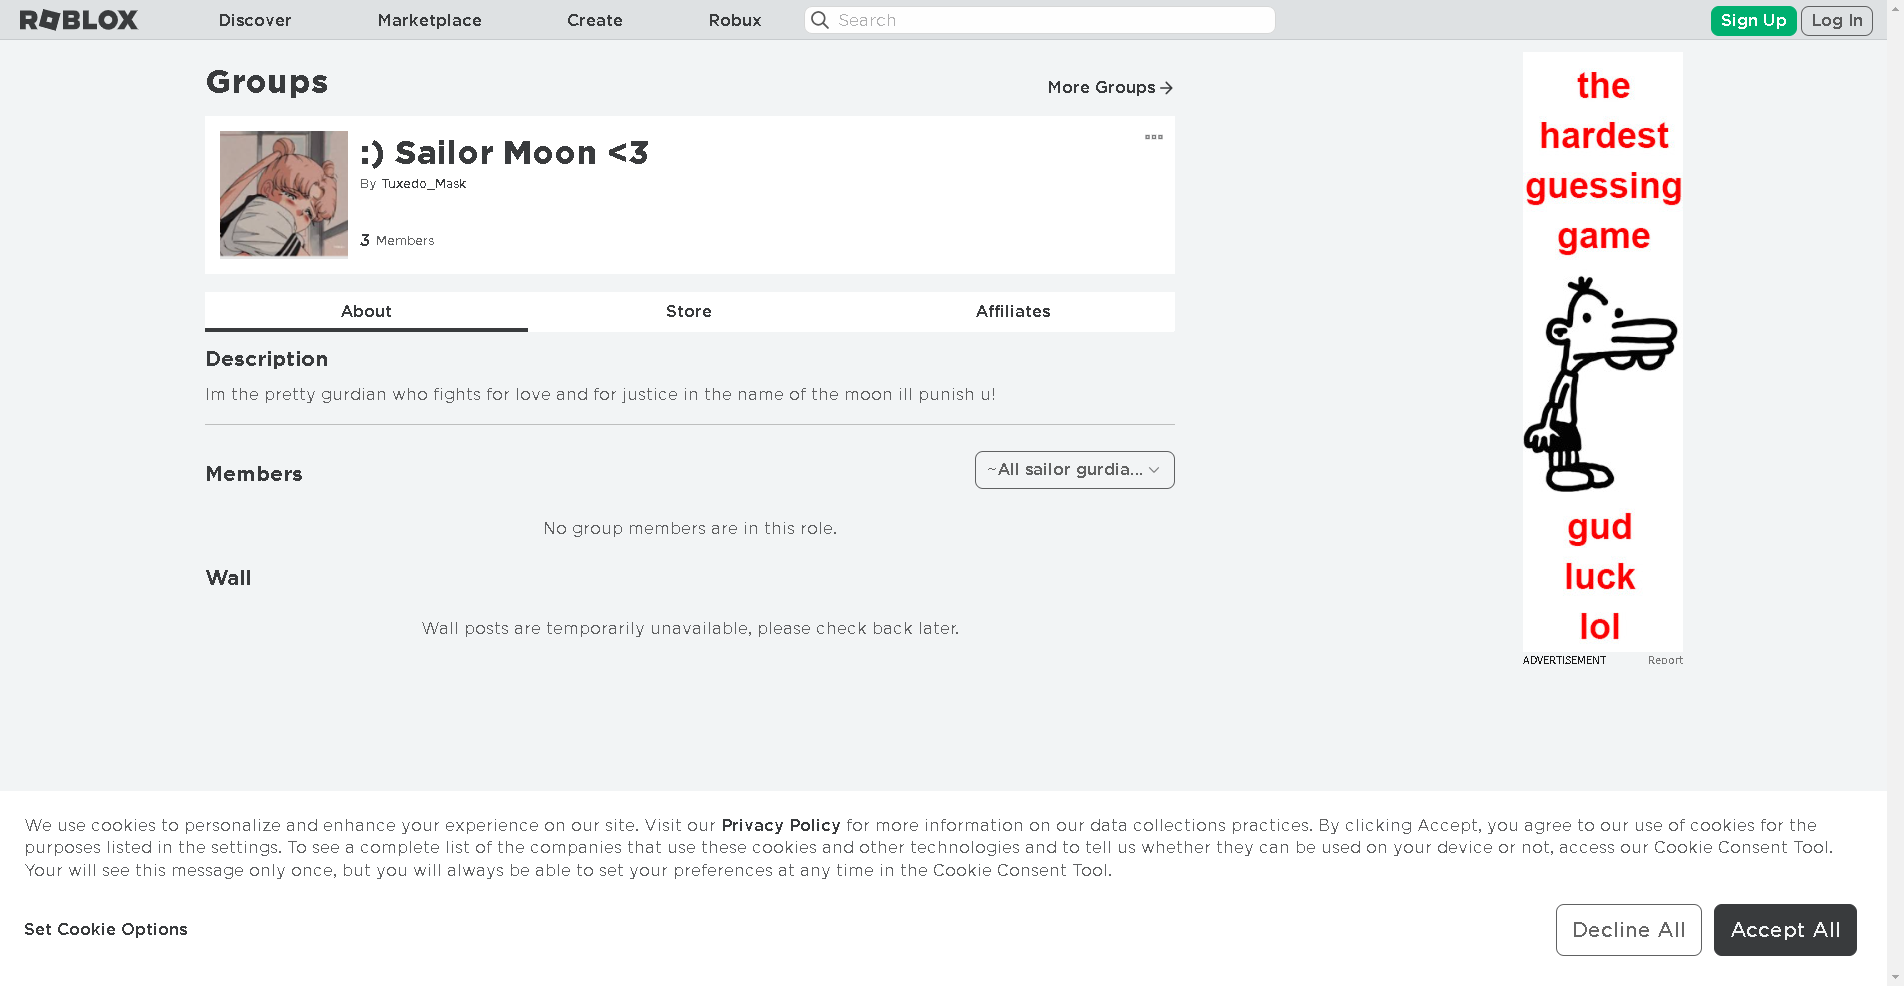 ROBLOX
Discover
Marketplace
Create
Robux
Search
Sign Up
Log In
Groups
More Groups
:) Sailor Moon <3
By Tuxedo_Mask
3 Members
About
Store
Affiliates
Description
Im the pretty gurdian who fights for love and for justice in the name of the moon ill punish u!
Members
~All sailor gurdia...
No group members are in this role.
Wall
Wall posts are temporarily unavailable, please check back later.
the
hardest
guessing
game
gud
luck
lol
ADVERTISEMENT
Report
We use cookies to personalize and enhance your experience on our site. Visit our Privacy Policy for more information on our data collections practices. By clicking Accept, you agree to our use of cookies for the
purposes listed in the settings. To see a complete list of the companies that use these cookies and other technologies and to tell us whether they can be used on your device or not, access our Cookie Consent Tool.
Your will see this message only once, but you will always be able to set your preferences at any time in the Cookie Consent Tool.
Set Cookie Options
Decline All
Accept All